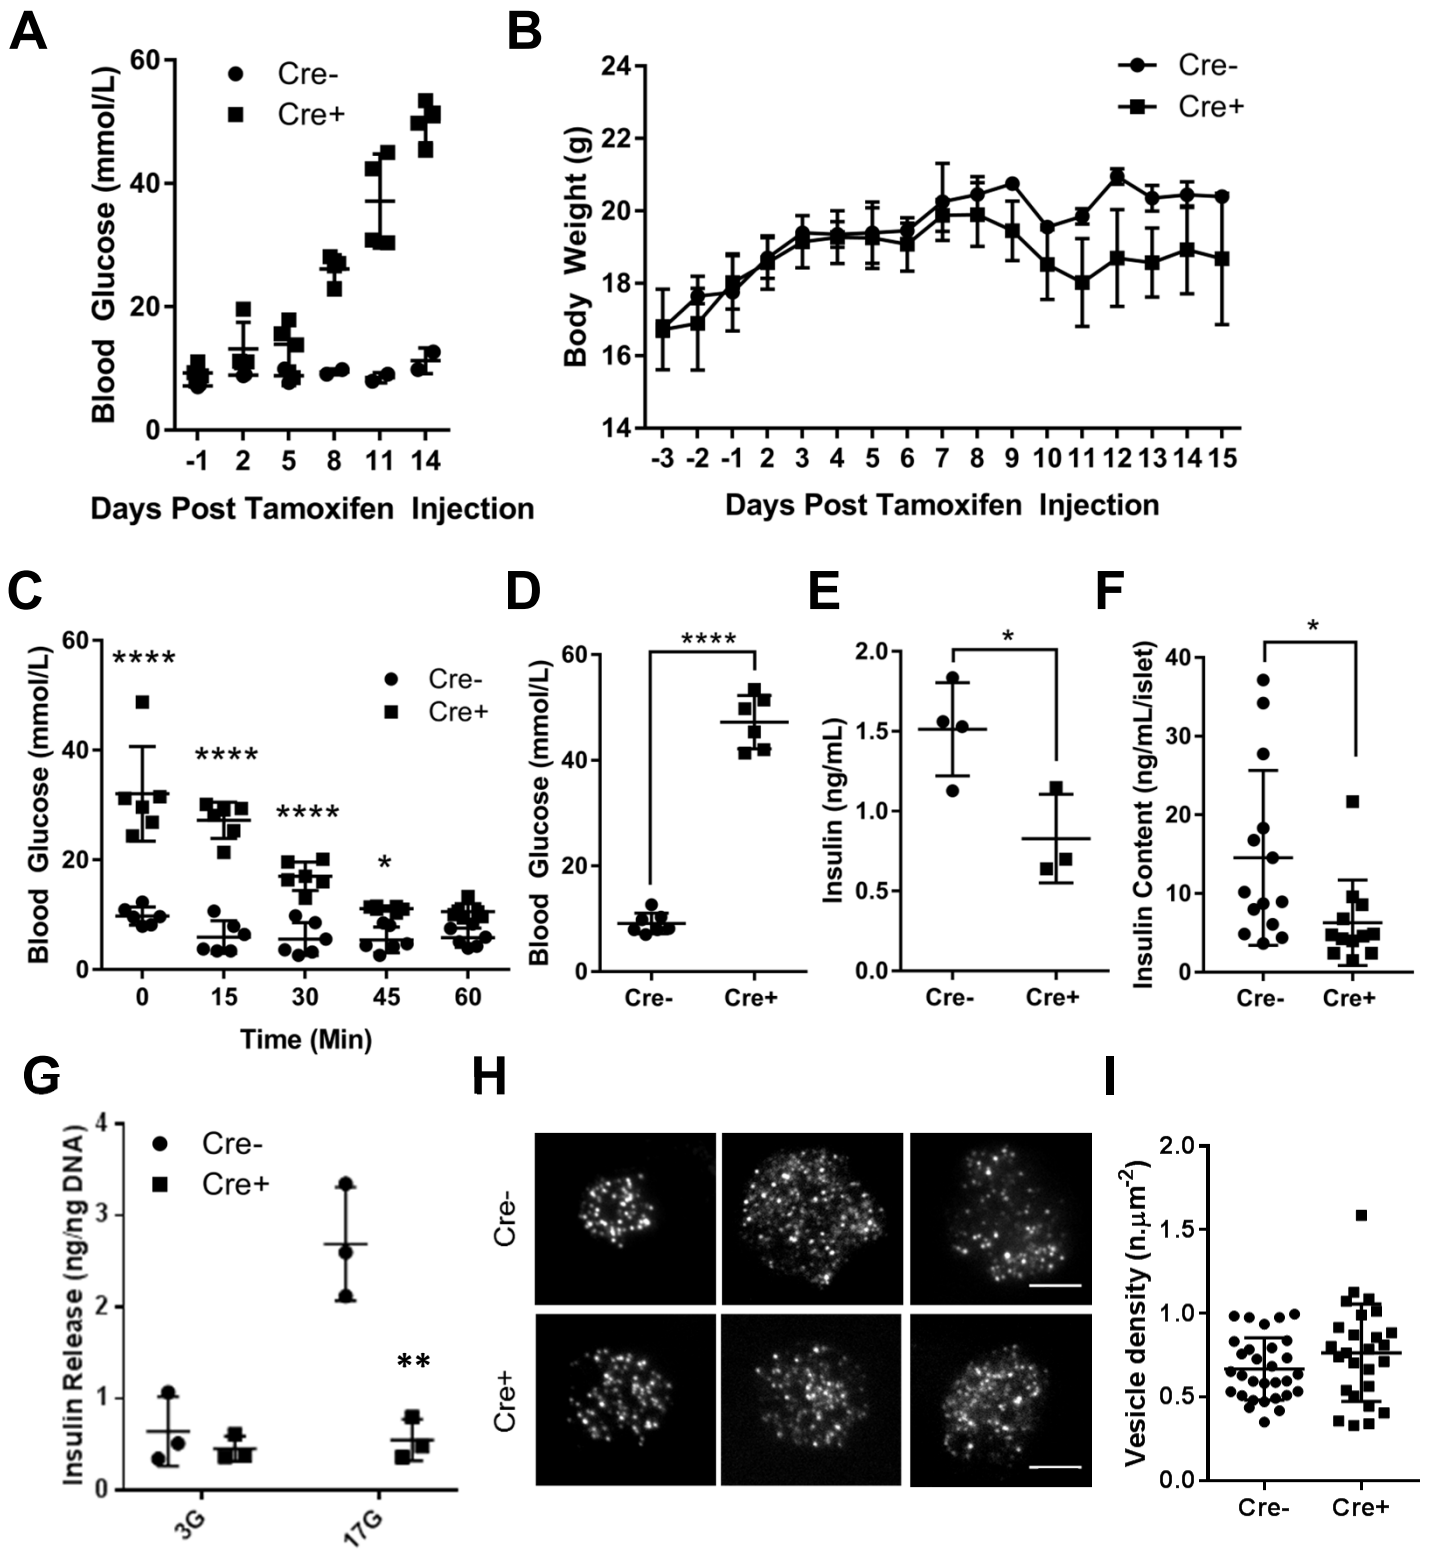 A
B
60
40
20
0
Blood Glucose (mmol/L)
Cre-
Cre+
-1 2 5 8 11 14
Days Post Tamoxifen Injection
24
22
20
18
16
14
Body Weight (g)
Cre-
Cre+
-3 -2 -1 2 3 4 5 6 7 8 9 10 11 12 13 14 15
Days Post Tamoxifen Injection
C
D
E
F
60
40
20
0
Blood Glucose (mmol/L)
****
****
****
*
Cre-
Cre+
0 15 30 45 60
Time (Min)
60
40
20
0
Blood Glucose (mmol/L)
****
Cre- Cre+
2.0
1.5
1.0
0.5
0.0
Insulin (ng/mL)
*
Cre- Cre+
40
30
20
10
0
Insulin Content (ng/mL/islet)
*
Cre- Cre+
G
H
I
4
3
2
1
0
Insulin Release (ng/ng DNA)
Cre-
Cre+
**
3G 17G
Cre-
Cre+
2.0
1.5
1.0
0.5
0.0
Vesicle density (n.μm-2)
Cre- Cre+